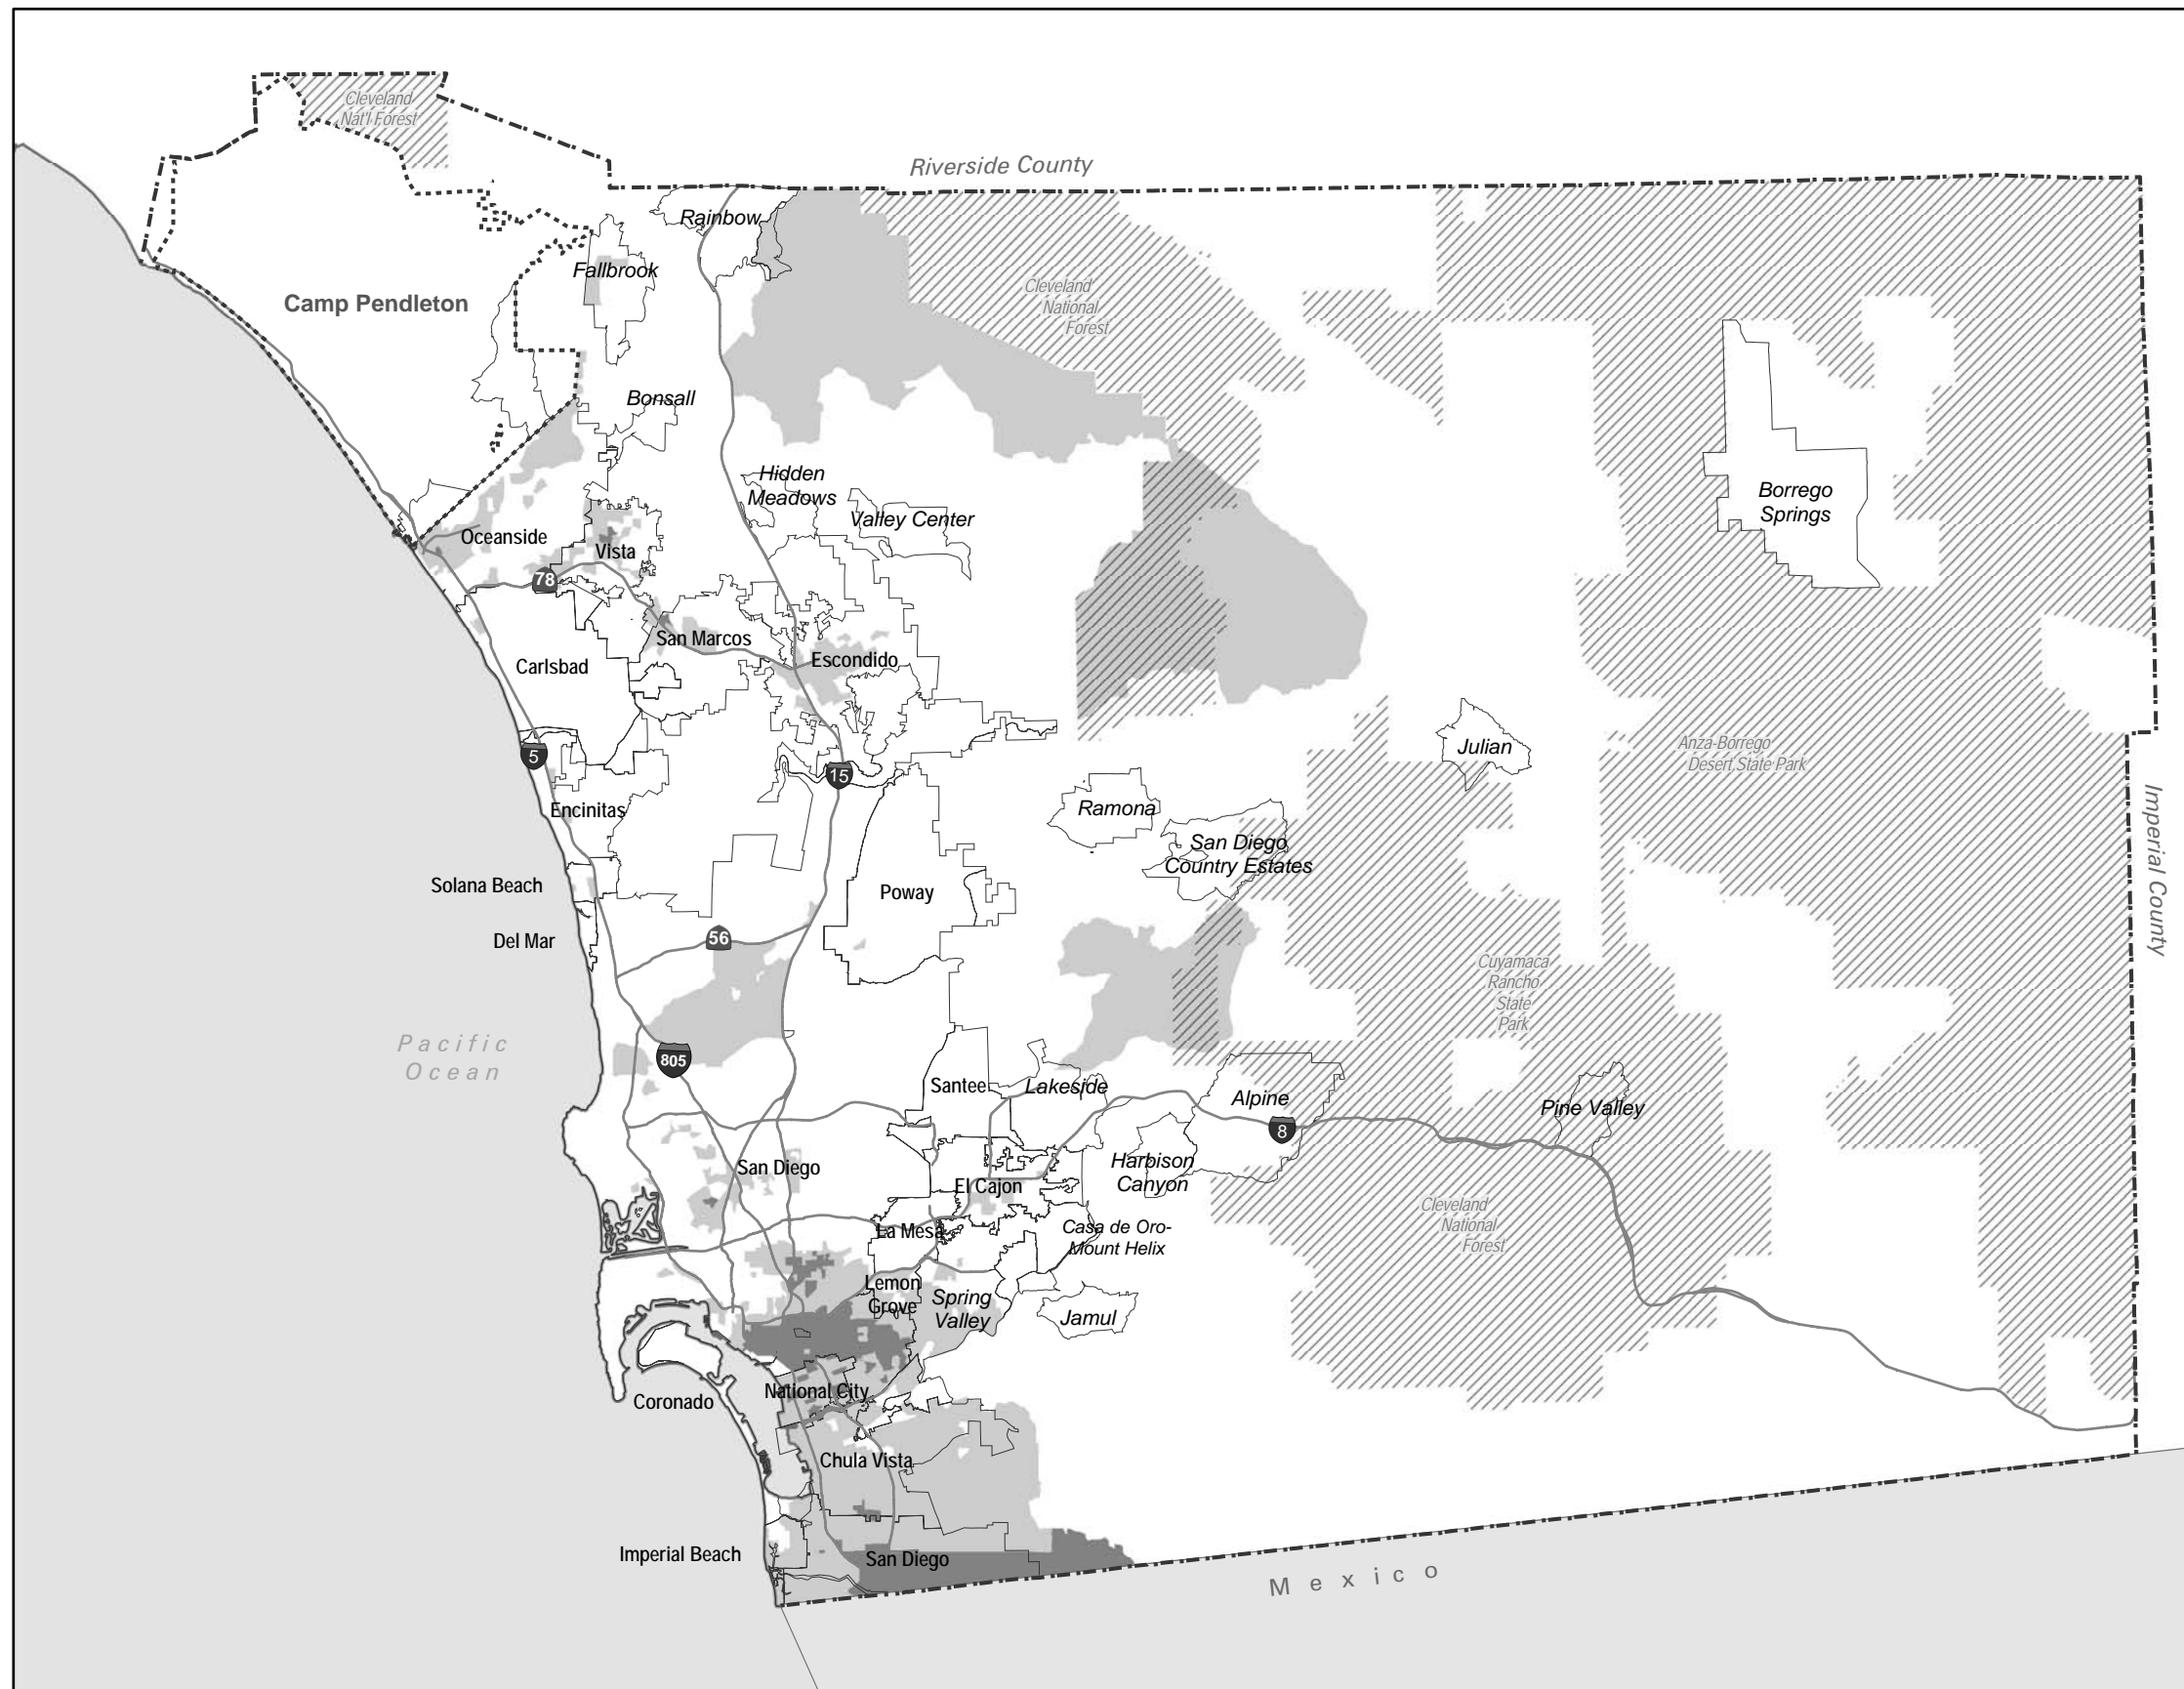 Cleveland
Nat'l Forest
Riverside County
Rainbow
Fallbrook
Camp Pendleton
Cleveland
National
Forest
Bonsall
Hidden
Meadows
Valley Center
Borrego
Springs
Oceanside
Vista
78
San Marcos
Escondido
Carlsbad
5
15
Julian
Anza-Borrego
Desert State Park
Imperial County
Encinitas
Ramona
San Diego
Country Estates
Solana Beach
Poway
Del Mar
56
Cuyamaca
Rancho
State
Park
Pacific
Ocean
805
Santee
Lakeside
Alpine
8
Pine Valley
San Diego
Harbison
Canyon
El Cajon
La Mesa
Casa de Oro-
Mount Helix
Cleveland
National
Forest
Lemon
Grove
Spring
Valley
Jamul
National City
Coronado
Chula Vista
Imperial Beach
San Diego
Mexico